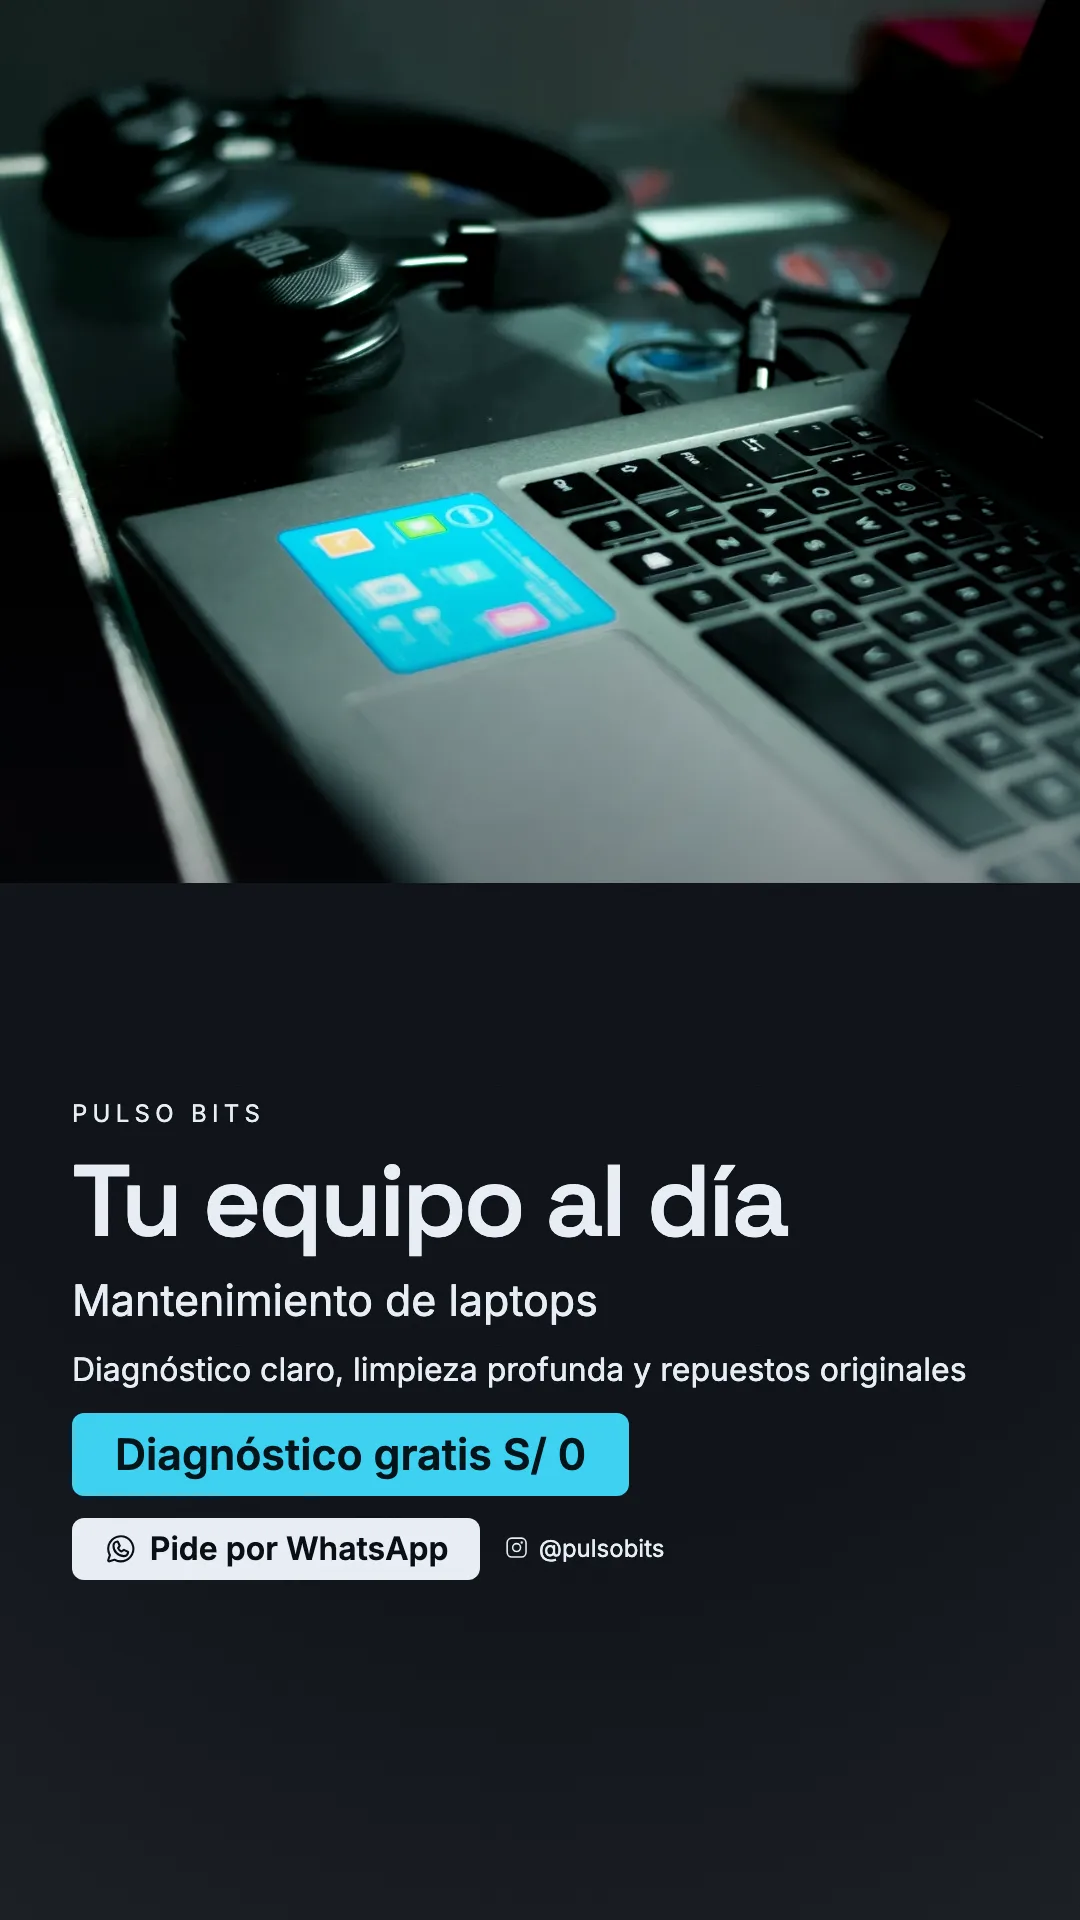 JBL
PULSO BITS
Tu equipo al día
Mantenimiento de laptops
Diagnóstico claro, limpieza profunda y repuestos originales
Diagnóstico gratis S/ 0
Pide por WhatsApp
@pulsobits